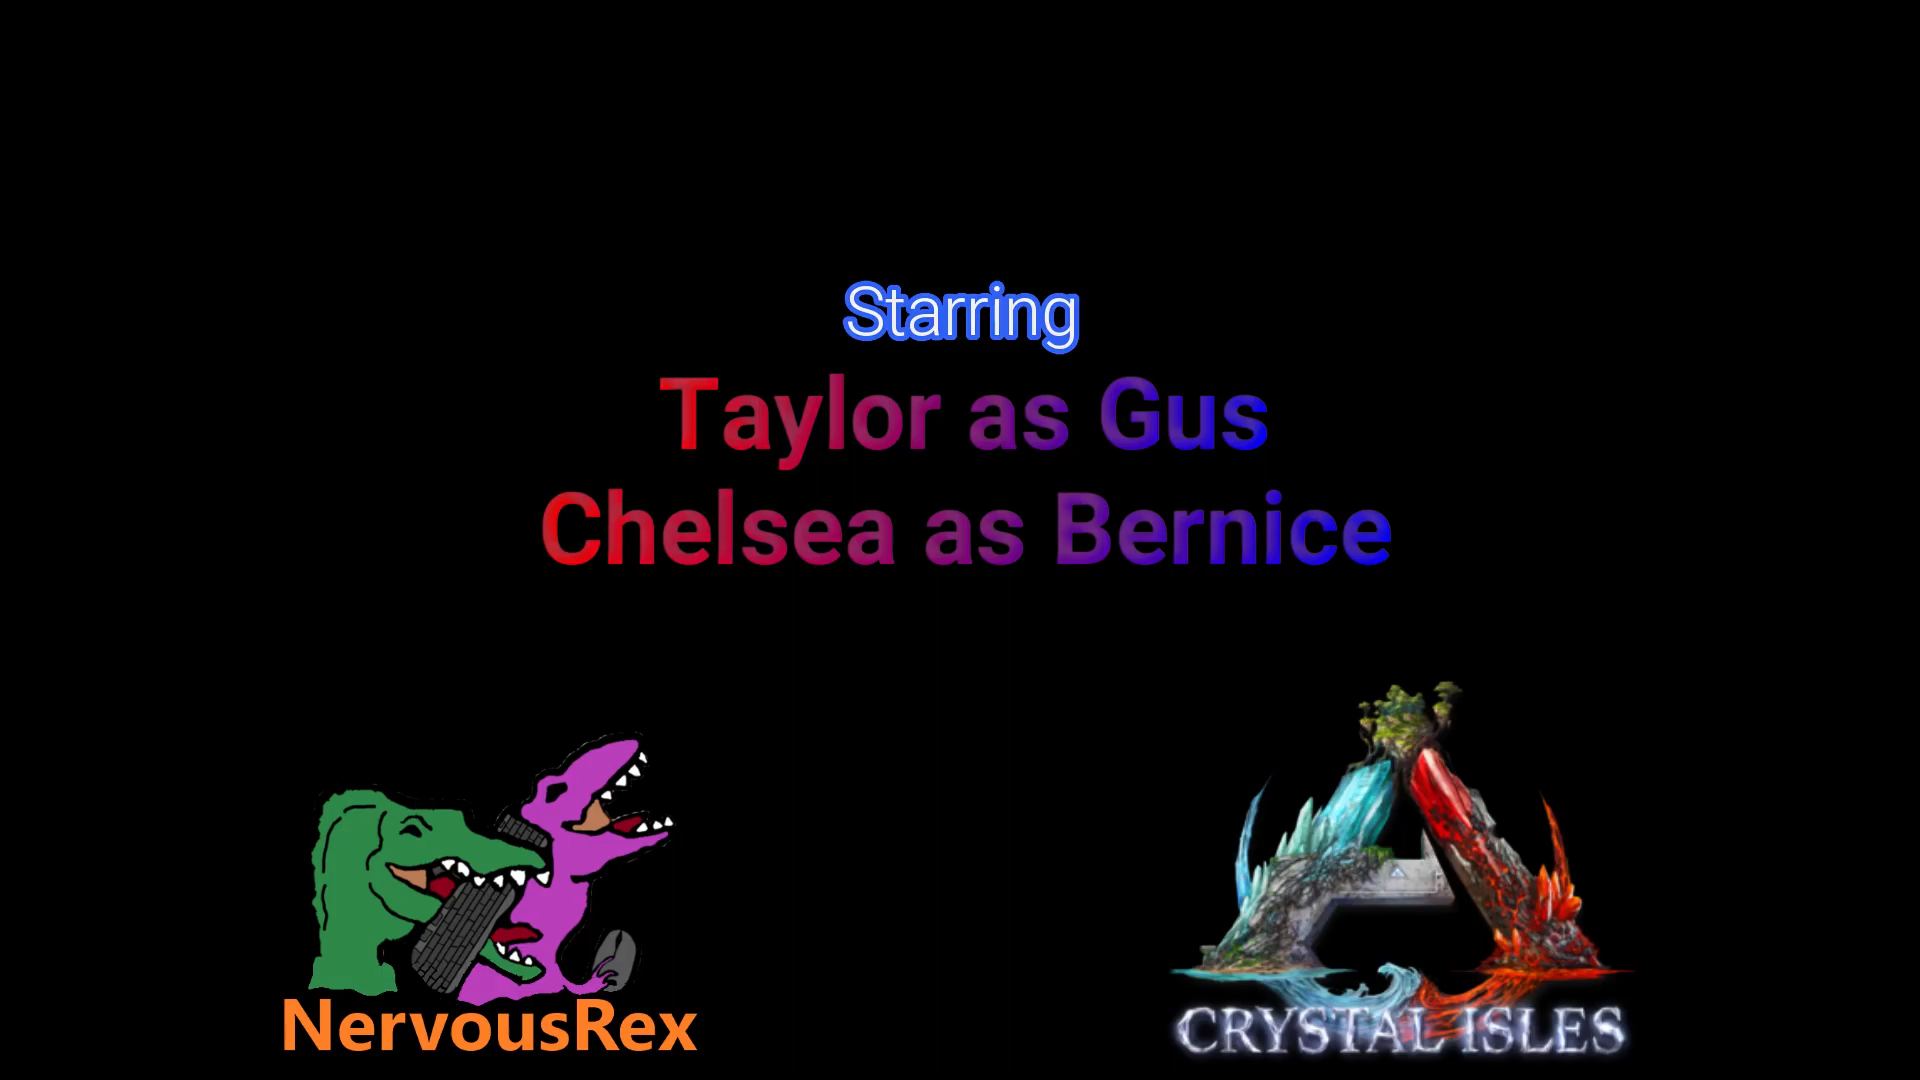 Starring
Taylor as Gus
Chelsea as Bernice
NervousRex
CRYSTAL ISLES